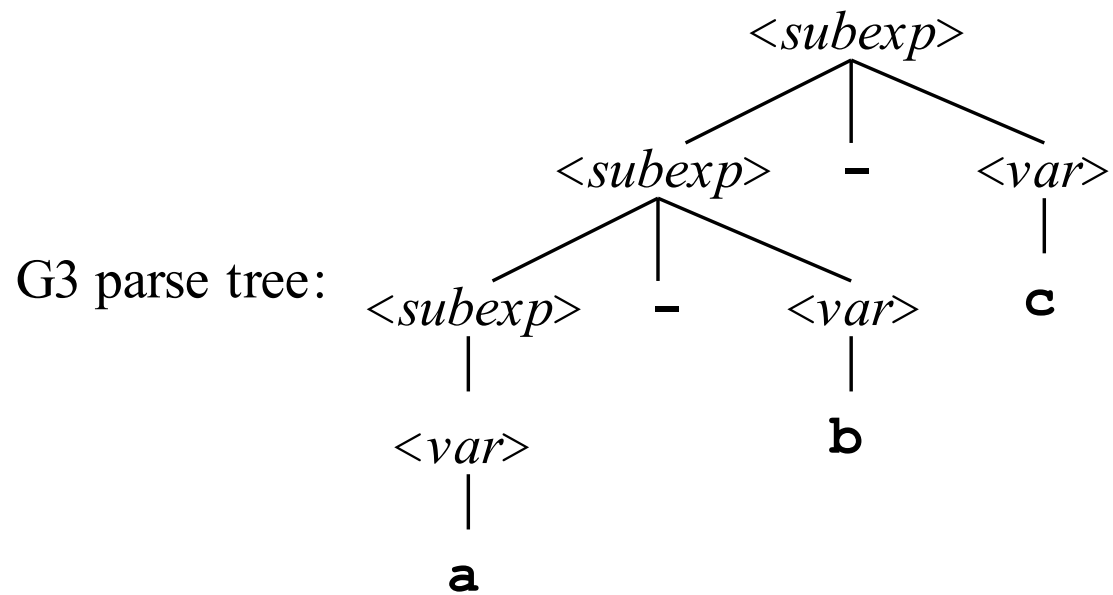 <subexp>
<subexp> - <var>
G3 parse tree: <subexp> - <var> c
<var> b
a